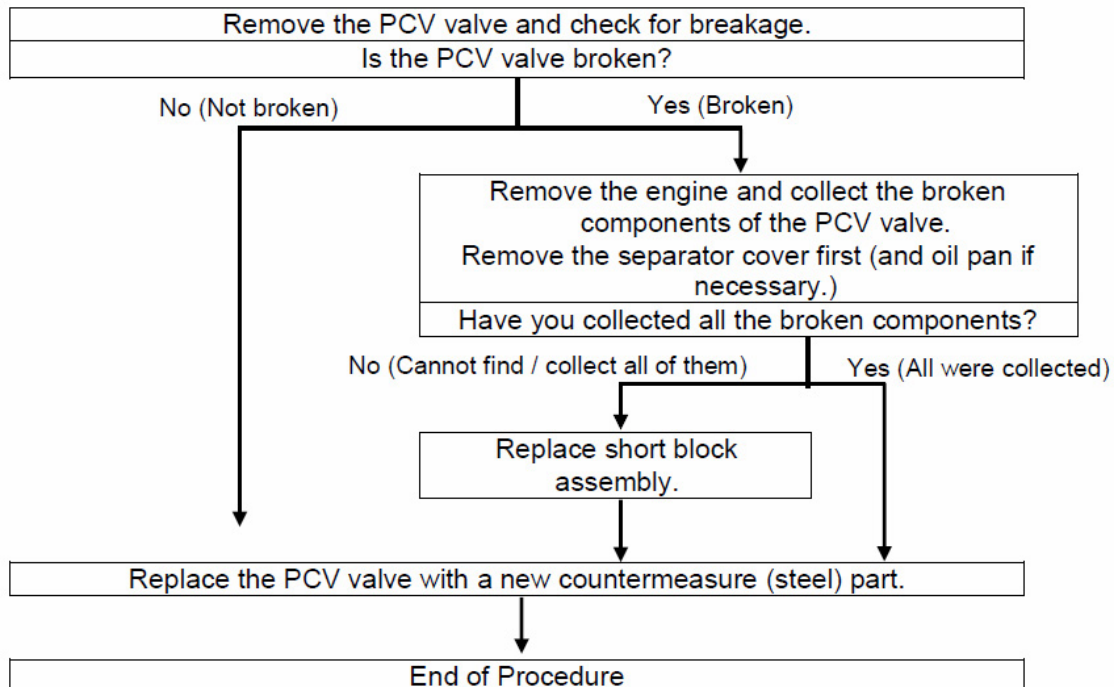 Remove the PCV valve and check for breakage.
Is the PCV valve broken?
No (Not broken)
Yes (Broken)
Remove the engine and collect the broken
components of the PCV valve.
Remove the separator cover first (and oil pan if
necessary.)
Have you collected all the broken components?
No (Cannot find / collect all of them)
Yes (All were collected)
Replace short block
assembly.
Replace the PCV valve with a new countermeasure (steel) part.
End of Procedure